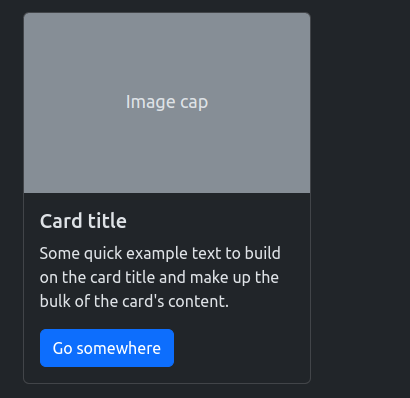 Image cap
Card title
Some quick example text to build
on the card title and make up the
bulk of the card's content.
Go somewhere